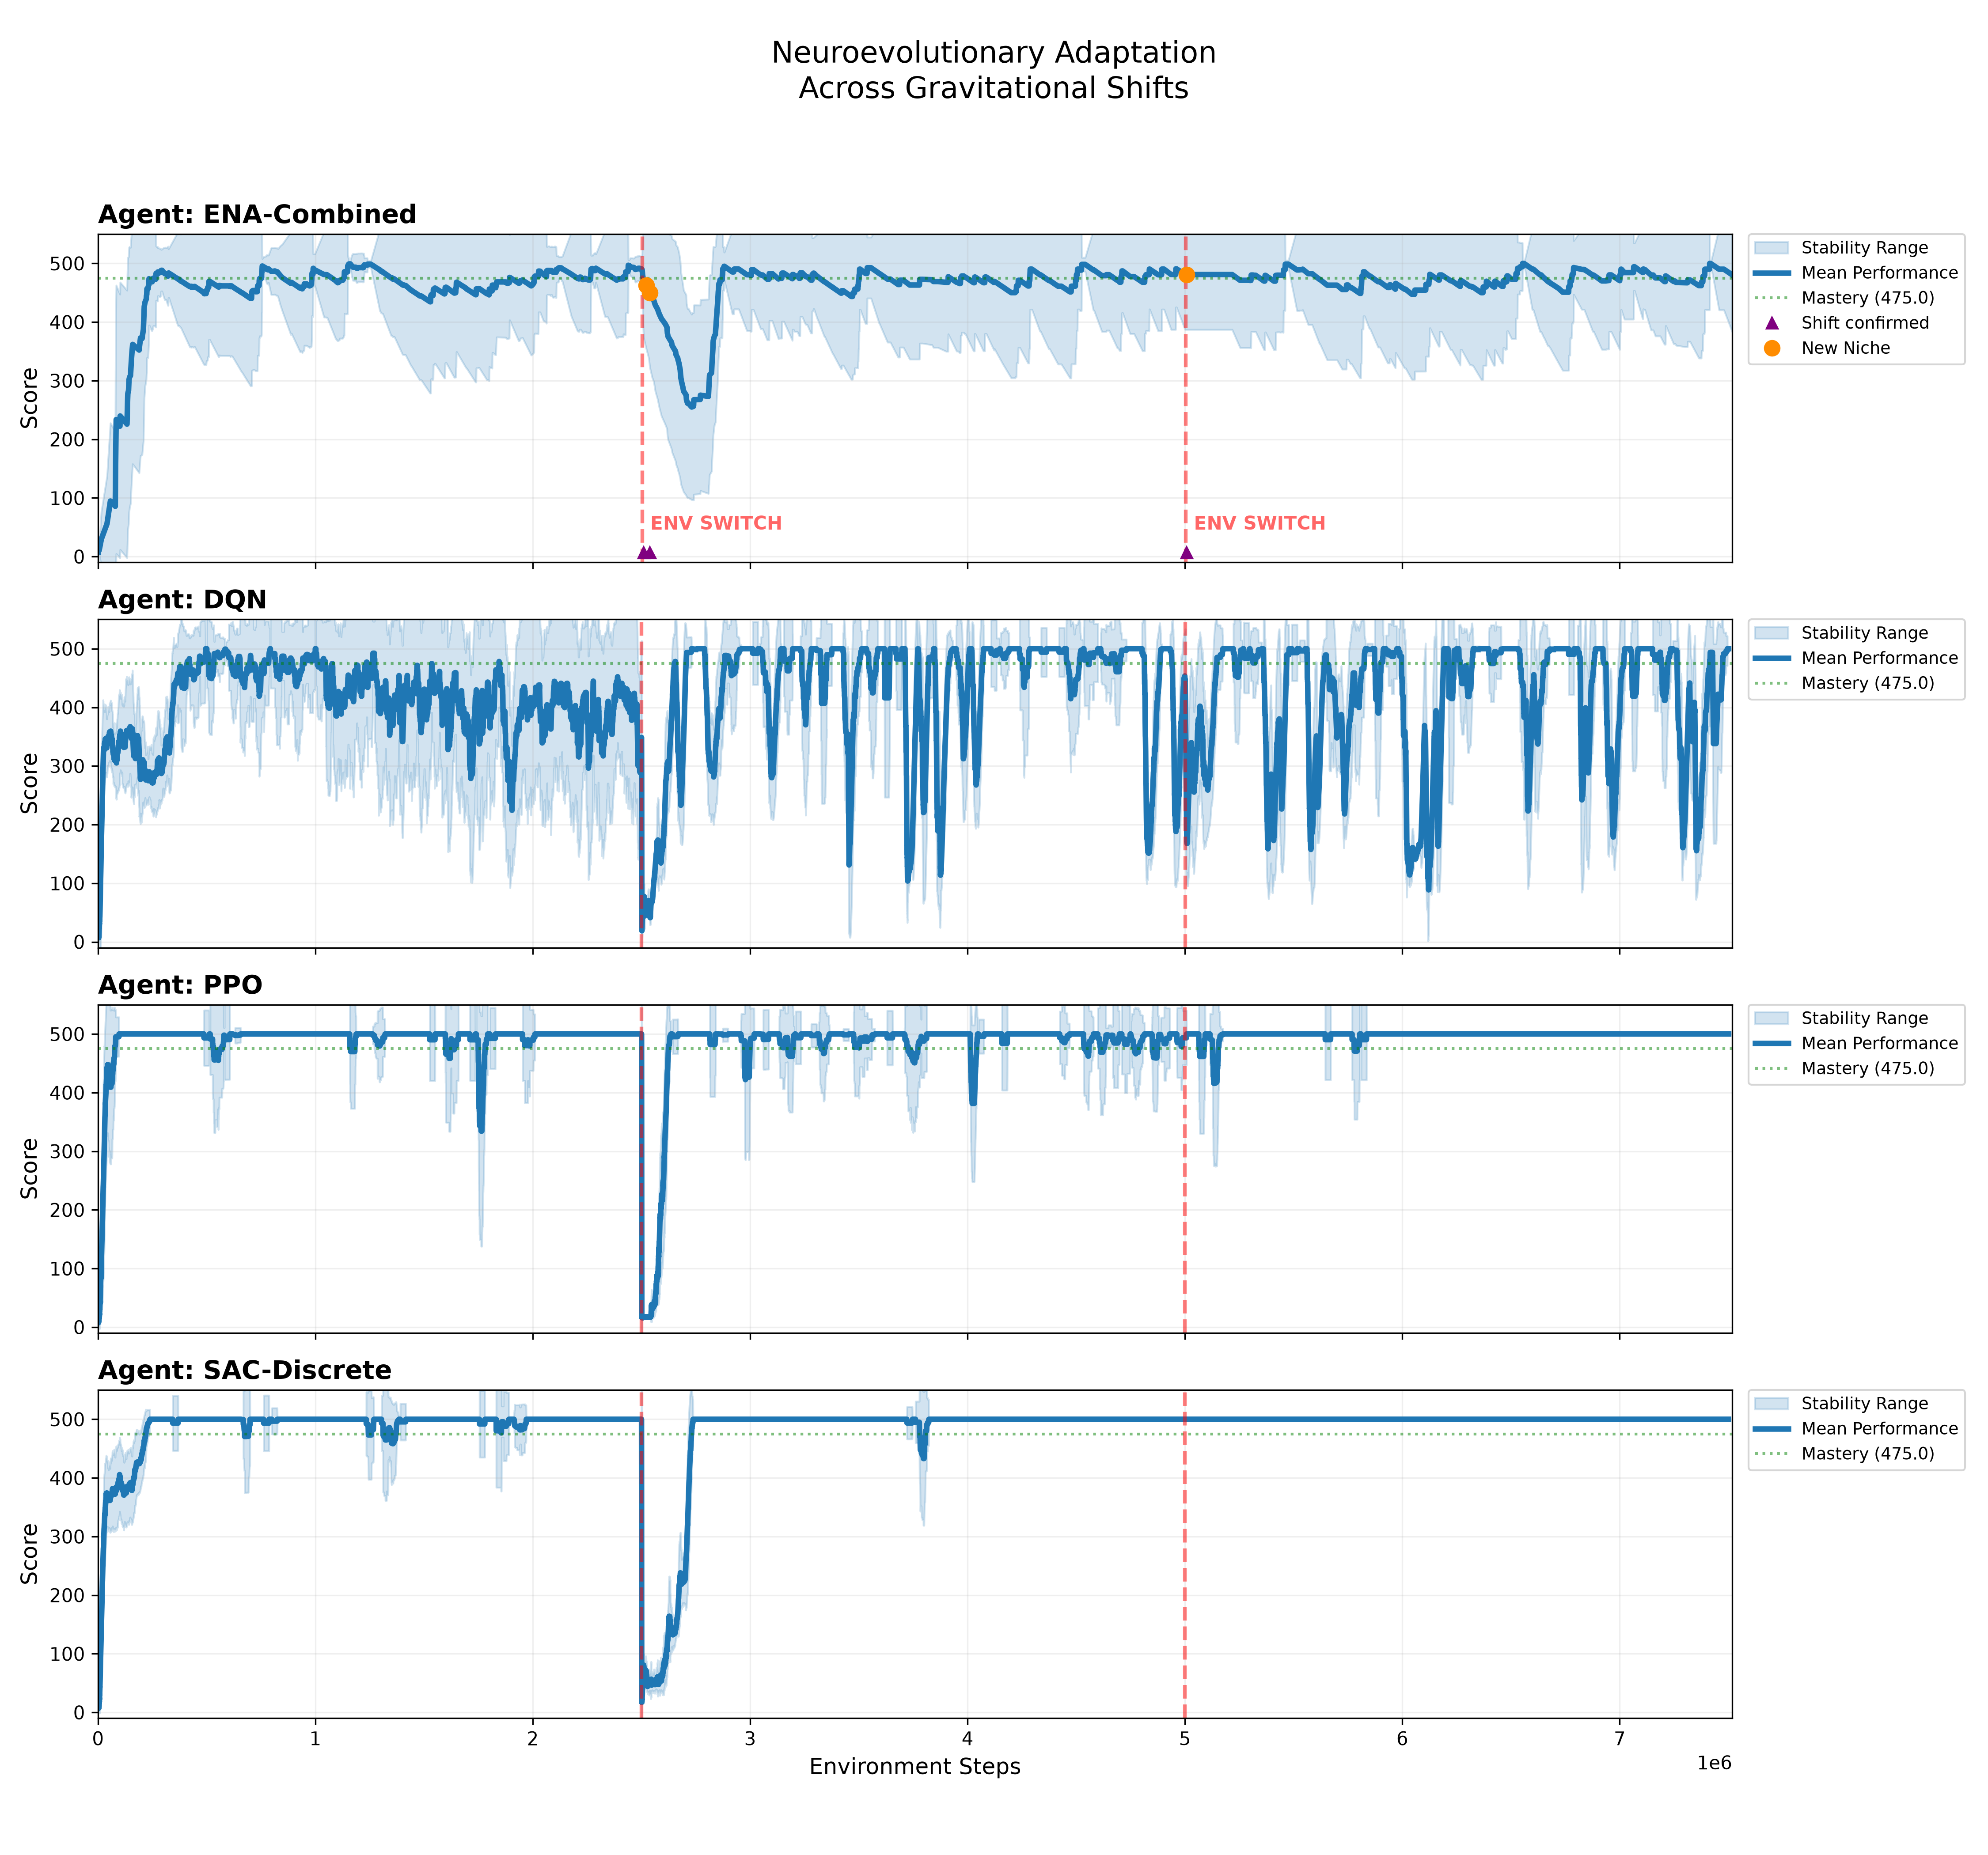 Neuroevolutionary Adaptation
Across Gravitational Shifts
Agent: ENA-Combined
Score
500
400
300
200
100
0
ENV SWITCH
ENV SWITCH
Stability Range
Mean Performance
Mastery (475.0)
Shift confirmed
New Niche
Agent: DQN
Score
500
400
300
200
100
0
Stability Range
Mean Performance
Mastery (475.0)
Agent: PPO
Score
500
400
300
200
100
0
Stability Range
Mean Performance
Mastery (475.0)
Agent: SAC-Discrete
Score
500
400
300
200
100
0
Stability Range
Mean Performance
Mastery (475.0)
0 1 2 3 4 5 6 7
1e6
Environment Steps